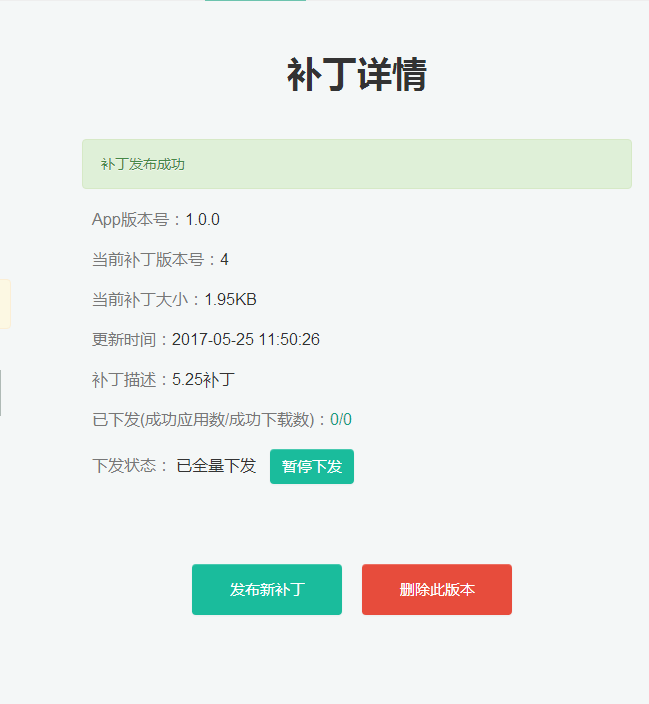 补丁详情
补丁发布成功
App版本号：1.0.0
当前补丁版本号：4
当前补丁大小：1.95KB
更新时间：2017-05-25 11:50:26
补丁描述：5.25补丁
已下发(成功应用数/成功下载数)：0/0
下发状态： 已全量下发 暂停下发
发布新补丁 删除此版本